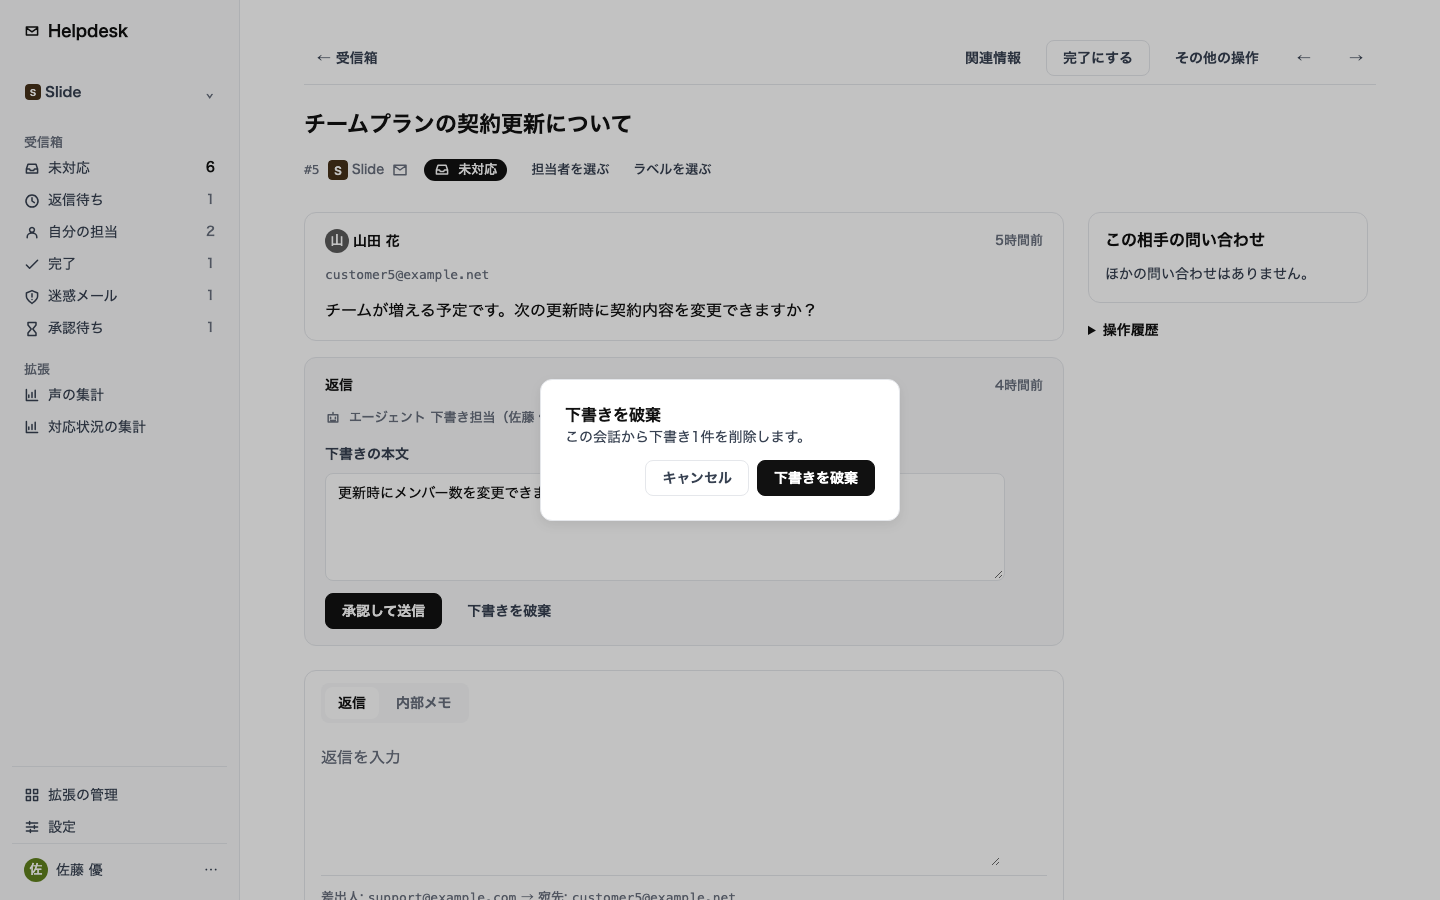 Helpdesk
S Slide
受信箱
未対応 6
返信待ち 1
自分の担当 2
完了 1
迷惑メール 1
承認待ち 1
拡張
声の集計
対応状況の集計
拡張の管理
設定
佐 佐藤 優 …
← 受信箱
関連情報 完了にする その他の操作 ← →
チームプランの契約更新について
#5 S Slide 未対応 担当者を選ぶ ラベルを選ぶ
山 山田 花 5時間前
customer5@example.net
チームが増える予定です。次の更新時に契約内容を変更できますか？
この相手の問い合わせ
ほかの問い合わせはありません。
操作履歴
返信 4時間前
エージェント 下書き担当（佐藤
下書きの本文
更新時にメンバー数を変更できま
承認して送信 下書きを破棄
下書きを破棄
この会話から下書き1件を削除します。
キャンセル 下書きを破棄
返信 内部メモ
返信を入力
差出人: support@example.com → 宛先: customer5@example.net